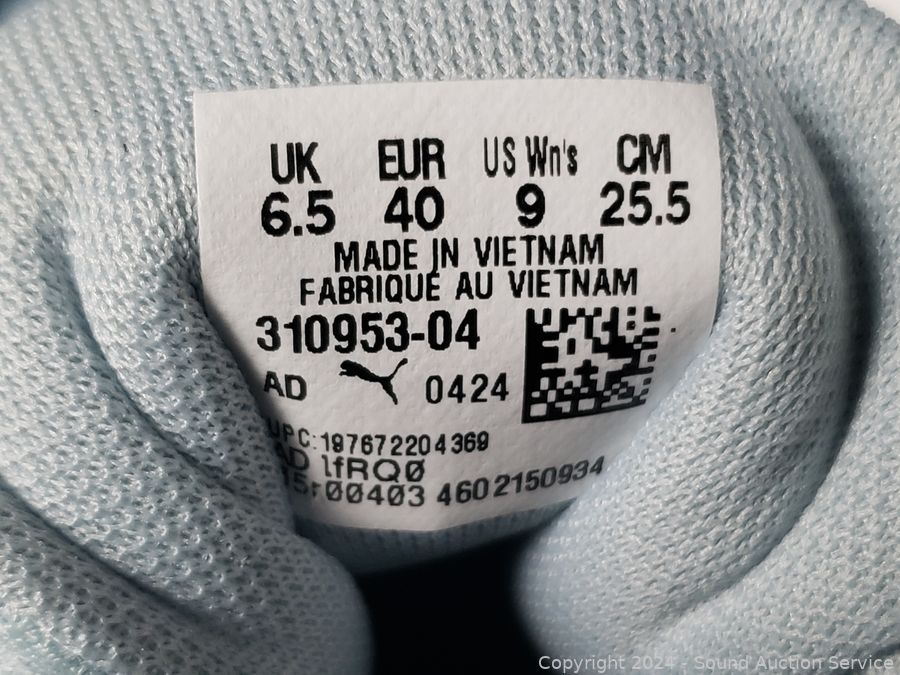 UK EUR US Wn's CM
6.5 40 9 25.5
MADE IN VIETNAM
FABRIQUE AU VIETNAM
310953-04
AD 0424
UPC:197672204369
lfRQ0
00403 4602150934
Copyright 2024 - Sound Auction Service